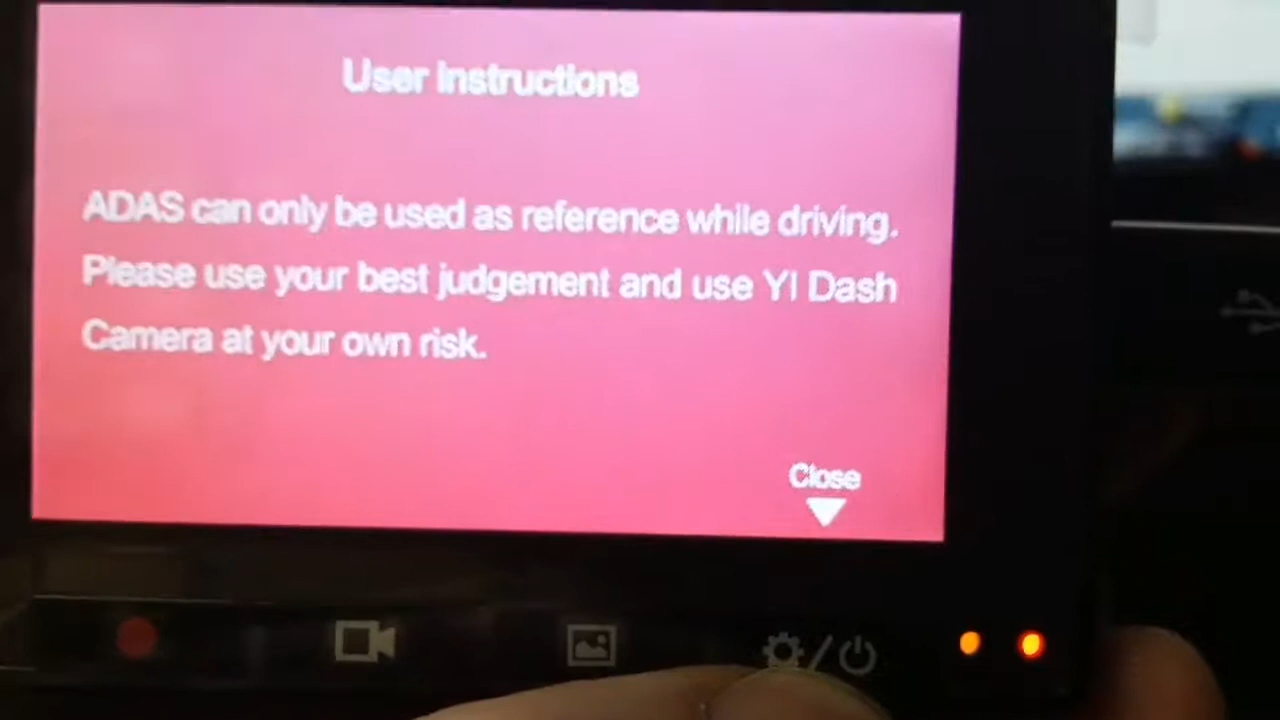 User Instructions
ADAS can only be used as reference while driving.
Please use your best judgement and use YI Dash
Camera at your own risk.
Close